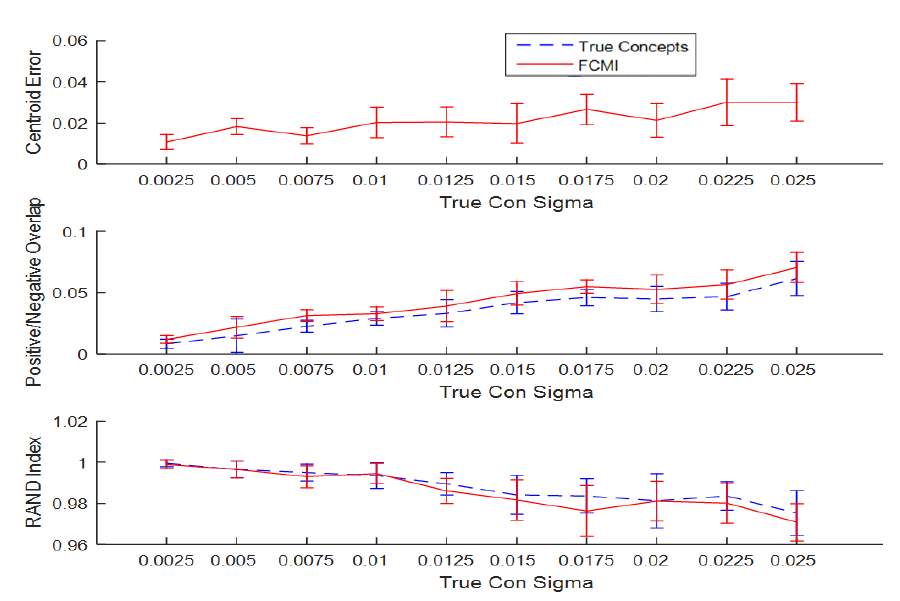 True Concepts
FCMI
Centroid Error
0.06
0.04
0.02
0
0.0025 0.005 0.0075 0.01 0.0125 0.015 0.0175 0.02 0.0225 0.025
True Con Sigma
Positive/Negative Overlap
0.1
0.05
0
0.0025 0.005 0.0075 0.01 0.0125 0.015 0.0175 0.02 0.0225 0.025
True Con Sigma
RAND Index
1.02
1
0.98
0.96
0.0025 0.005 0.0075 0.01 0.0125 0.015 0.0175 0.02 0.0225 0.025
True Con Sigma